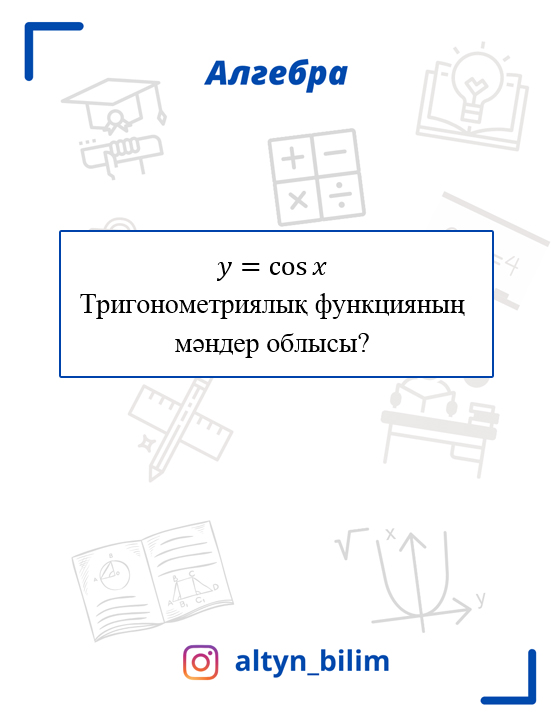 Алгебра
y = cos x
Тригонометриялық функцияның
мәндер облысы?
altyn_bilim